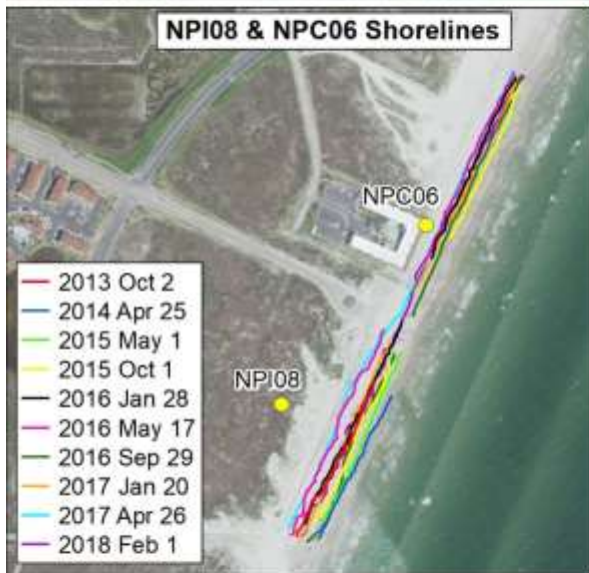 NPI08 & NPC06 Shorelines
NPC06
2013 Oct 2
2014 Apr 25
2015 May 1
2015 Oct 1
2016 Jan 28
2016 May 17
2016 Sep 29
2017 Jan 20
2017 Apr 26
2018 Feb 1
NPI08